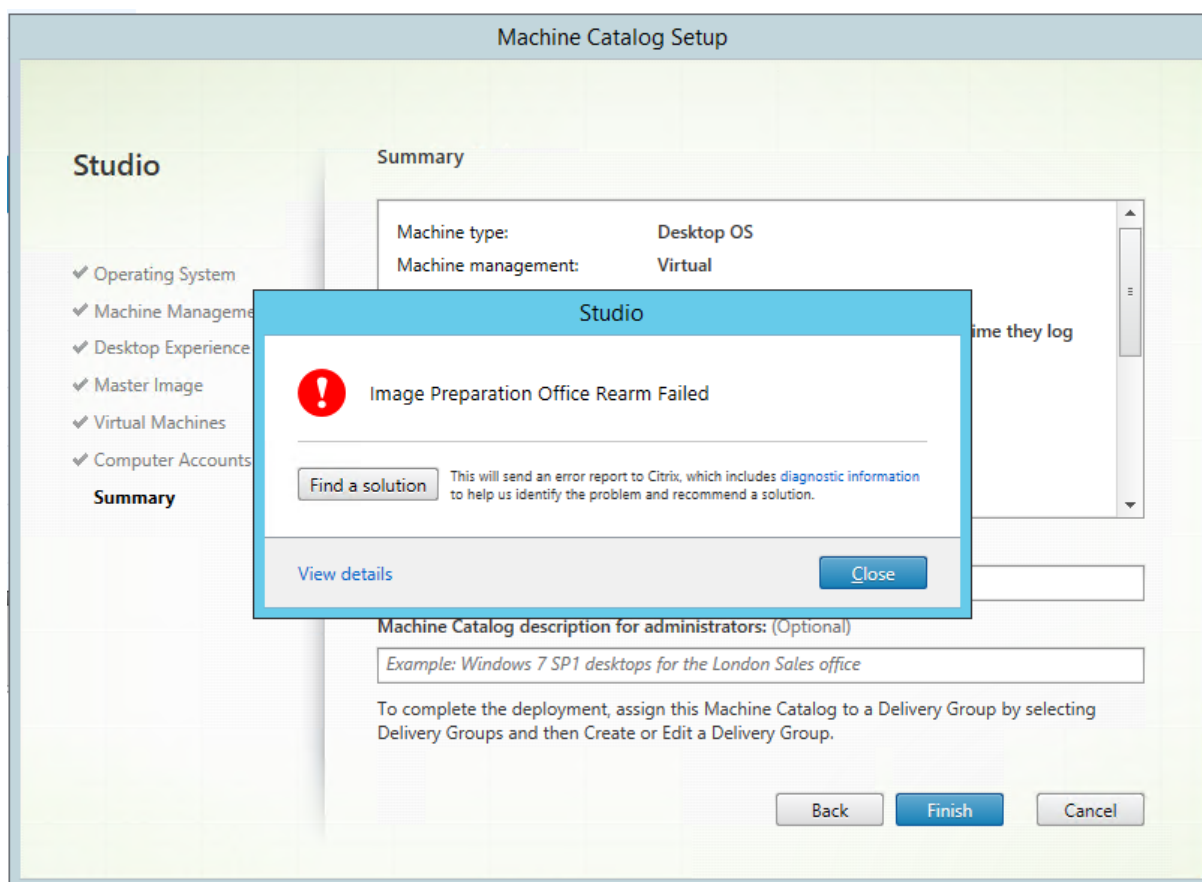 Machine Catalog Setup
Studio
✔ Operating System
✔ Machine Manageme
✔ Desktop Experience
✔ Master Image
✔ Virtual Machines
✔ Computer Accounts
Summary
Summary
Machine type: Desktop OS
Machine management: Virtual
ime they log
Studio
Image Preparation Office Rearm Failed
Find a solution
This will send an error report to Citrix, which includes diagnostic information
to help us identify the problem and recommend a solution.
View details
Close
Machine Catalog description for administrators: (Optional)
Example: Windows 7 SP1 desktops for the London Sales office
To complete the deployment, assign this Machine Catalog to a Delivery Group by selecting
Delivery Groups and then Create or Edit a Delivery Group.
Back
Finish
Cancel